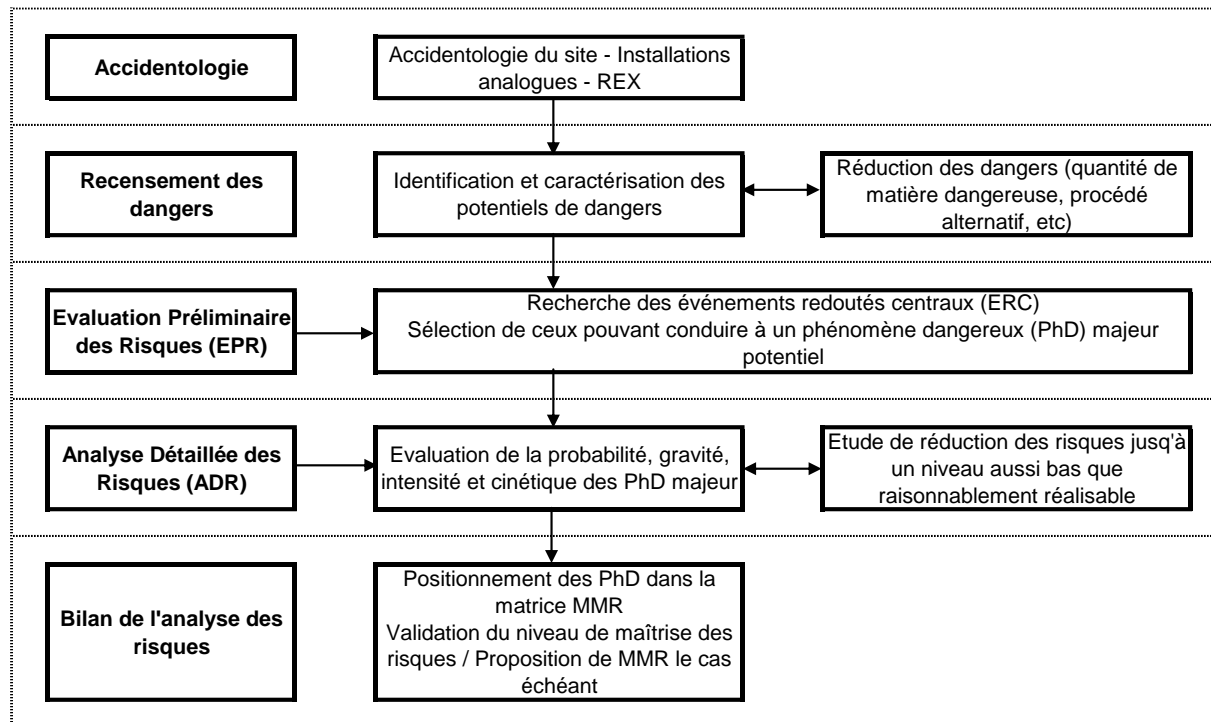 Accidentologie
Accidentologie du site - Installations
analogues - REX
Recensement des
dangers
Identification et caractérisation des
potentiels de dangers
Réduction des dangers (quantité de
matière dangereuse, procédé
alternatif, etc)
Evaluation Préliminaire
des Risques (EPR)
Recherche des événements redoutés centraux (ERC)
Sélection de ceux pouvant conduire à un phénomène dangereux (PhD) majeur
potentiel
Analyse Détaillée des
Risques (ADR)
Evaluation de la probabilité, gravité,
intensité et cinétique des PhD majeur
Etude de réduction des risques jusqu'à
un niveau aussi bas que
raisonnablement réalisable
Bilan de l'analyse des
risques
Positionnement des PhD dans la
matrice MMR
Validation du niveau de maîtrise des
risques / Proposition de MMR le cas
échéant